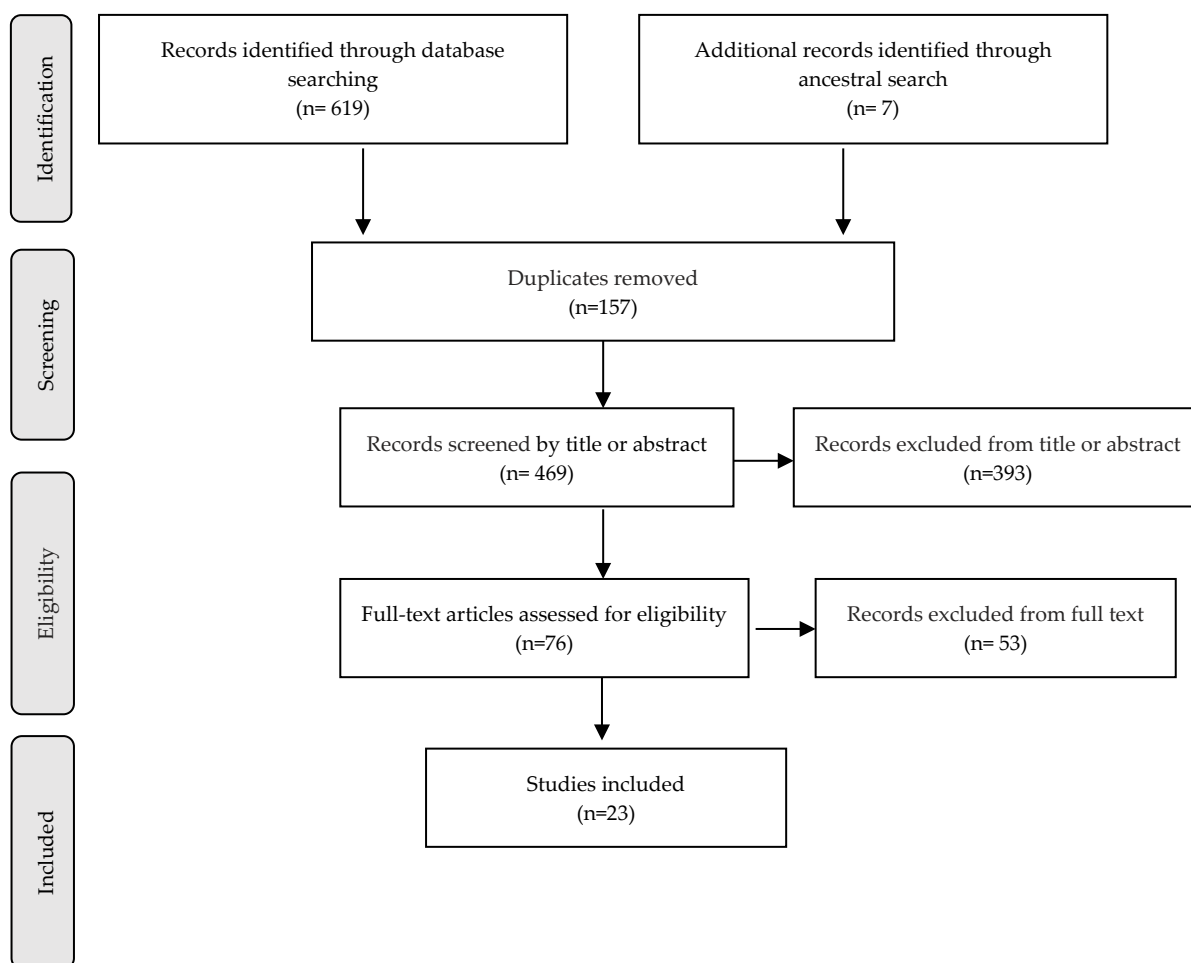 Identification
Records identified through database
searching
(n= 619)
Additional records identified through
ancestral search
(n= 7)
Screening
Duplicates removed
(n=157)
Records screened by title or abstract
(n= 469)
Records excluded from title or abstract
(n=393)
Eligibility
Full-text articles assessed for eligibility
(n=76)
Records excluded from full text
(n= 53)
Included
Studies included
(n=23)